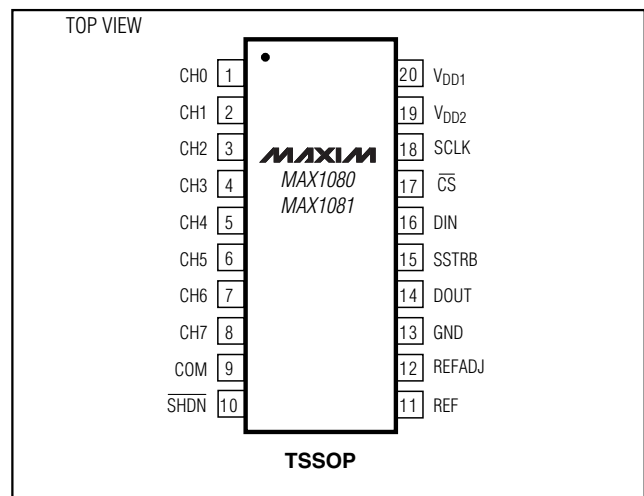 TOP VIEW
CH0 1 20 VDD1
CH1 2 19 VDD2
CH2 3 MAXIM 18 SCLK
CH3 4 MAX1080 17 C̅S̅
CH4 5 MAX1081 16 DIN
CH5 6 15 SSTRB
CH6 7 14 DOUT
CH7 8 13 GND
COM 9 12 REFADJ
S̅H̅D̅N̅ 10 11 REF
TSSOP